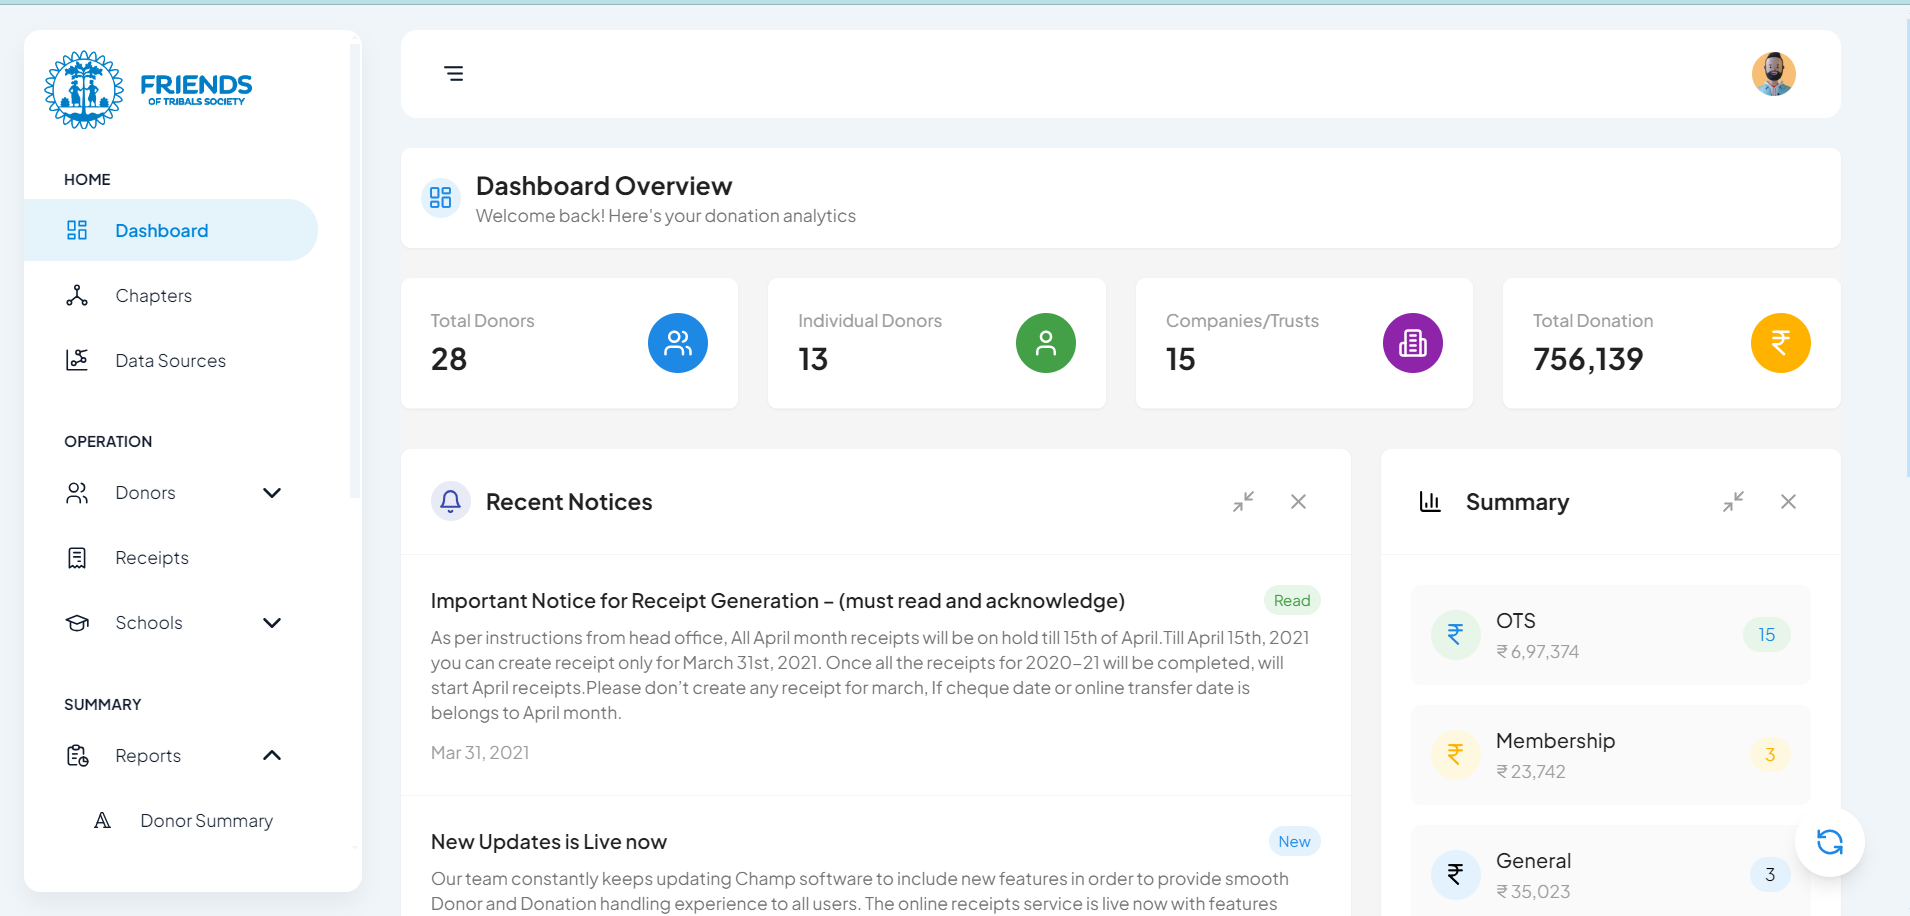 FRIENDS
OF TRIBALS SOCIETY
HOME
Dashboard
Chapters
Data Sources
OPERATION
Donors
Receipts
Schools
SUMMARY
Reports
Donor Summary
Dashboard Overview
Welcome back! Here's your donation analytics
Total Donors
28
Individual Donors
13
Companies/Trusts
15
Total Donation
756,139
₹
Recent Notices
Important Notice for Receipt Generation – (must read and acknowledge)
Read
As per instructions from head office, All April month receipts will be on hold till 15th of April.Till April 15th, 2021
you can create receipt only for March 31st, 2021. Once all the receipts for 2020-21 will be completed, will
start April receipts.Please don't create any receipt for march, If cheque date or online transfer date is
belongs to April month.
Mar 31, 2021
New Updates is Live now
New
Our team constantly keeps updating Champ software to include new features in order to provide smooth
Donor and Donation handling experience to all users. The online receipts service is live now with features
Summary
₹
OTS
₹ 6,97,374
15
₹
Membership
₹ 23,742
3
₹
General
₹ 35,023
3